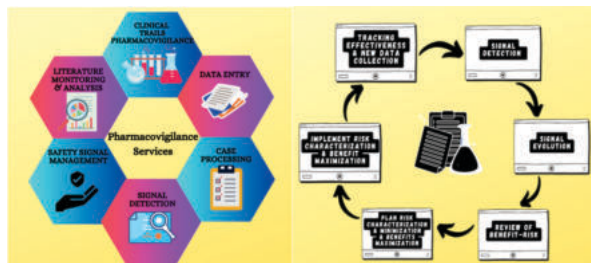 CLINICAL
TRAILS
PHARMACOVIGILANCE
LITERATURE
MONITORING
& ANALYSIS
DATA ENTRY
Pharmacovigilance
Services
SAFETY SIGNAL
MANAGEMENT
CASE
PROCESSING
SIGNAL
DETECTION
TRACKING
EFFECTIVENESS
& NEW DATA
COLLECTION
SIGNAL
DETECTION
IMPLEMENT RISK
CHARACTERIZATION
& BENEFIT
MAXIMIZATION
SIGNAL
EVOLUTION
PLAN RISK
CHARACTERIZATION
& MINIMIZATION
& BENEFITS
MAXIMIZATION
REVIEW OF
BENEFIT-RISK